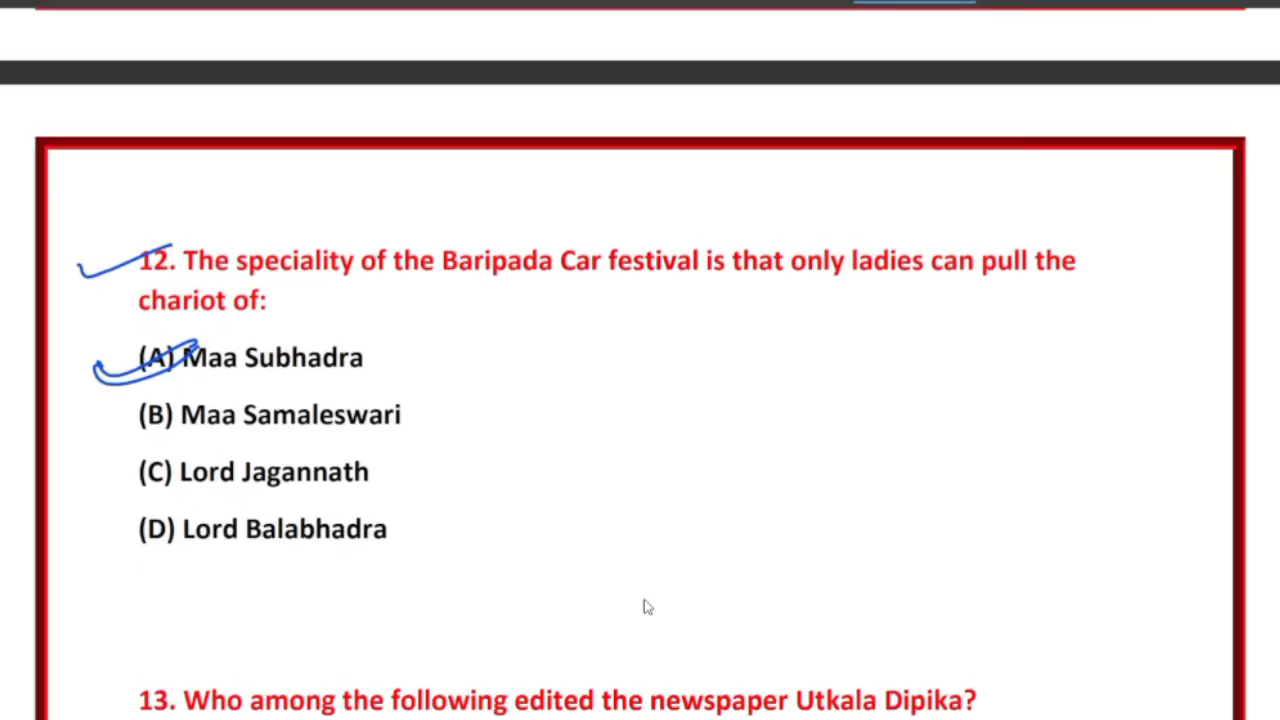 12. The speciality of the Baripada Car festival is that only ladies can pull the
chariot of:
(A) Maa Subhadra
(B) Maa Samaleswari
(C) Lord Jagannath
(D) Lord Balabhadra
13. Who among the following edited the newspaper Utkala Dipika?